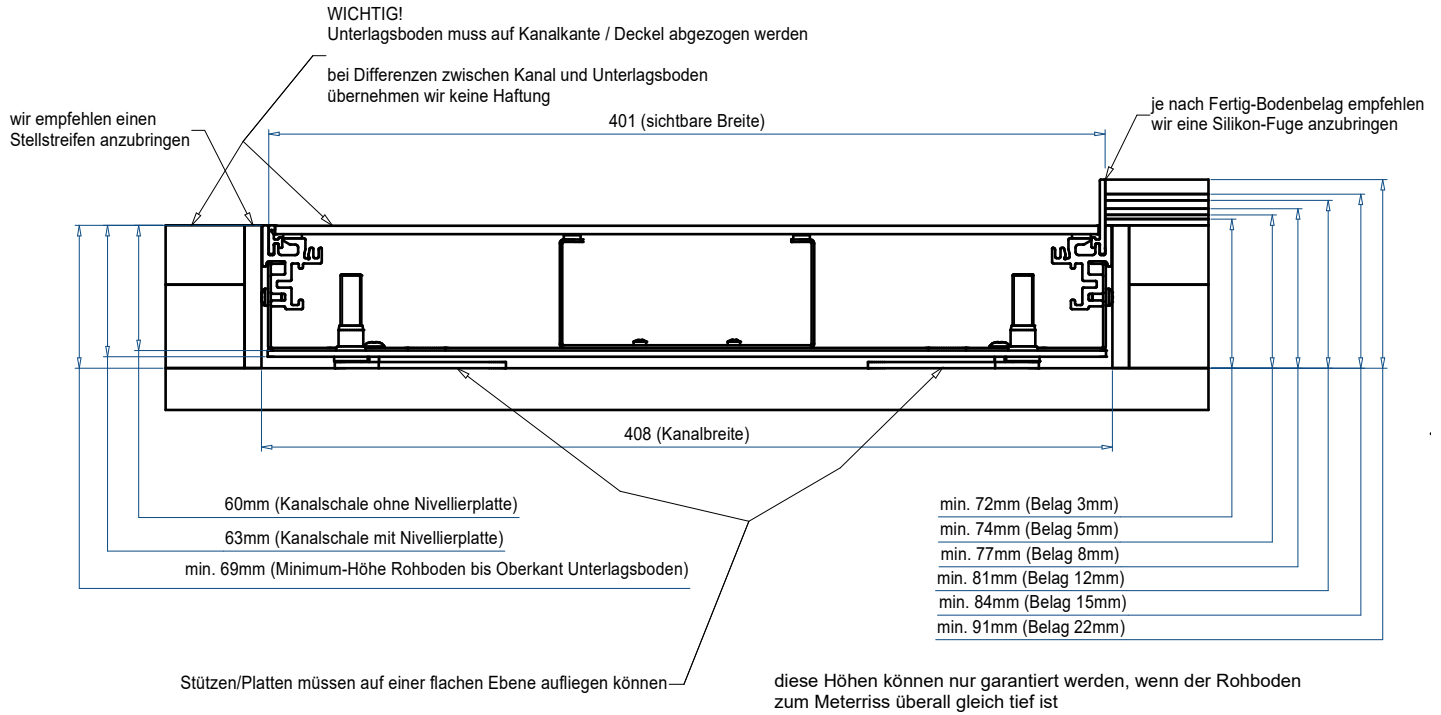 WICHTIG!
Unterlagsboden muss auf Kanalkante / Deckel abgezogen werden
bei Differenzen zwischen Kanal und Unterlagsboden
übernehmen wir keine Haftung
wir empfehlen einen
Stellstreifen anzubringen
401 (sichtbare Breite)
je nach Fertig-Bodenbelag empfehlen
wir eine Silikon-Fuge anzubringen
408 (Kanalbreite)
60mm (Kanalschale ohne Nivellierplatte)
63mm (Kanalschale mit Nivellierplatte)
min. 69mm (Minimum-Höhe Rohboden bis Oberkant Unterlagsboden)
min. 72mm (Belag 3mm)
min. 74mm (Belag 5mm)
min. 77mm (Belag 8mm)
min. 81mm (Belag 12mm)
min. 84mm (Belag 15mm)
min. 91mm (Belag 22mm)
Stützen/Platten müssen auf einer flachen Ebene aufliegen können
diese Höhen können nur garantiert werden, wenn der Rohboden
zum Meterriss überall gleich tief ist